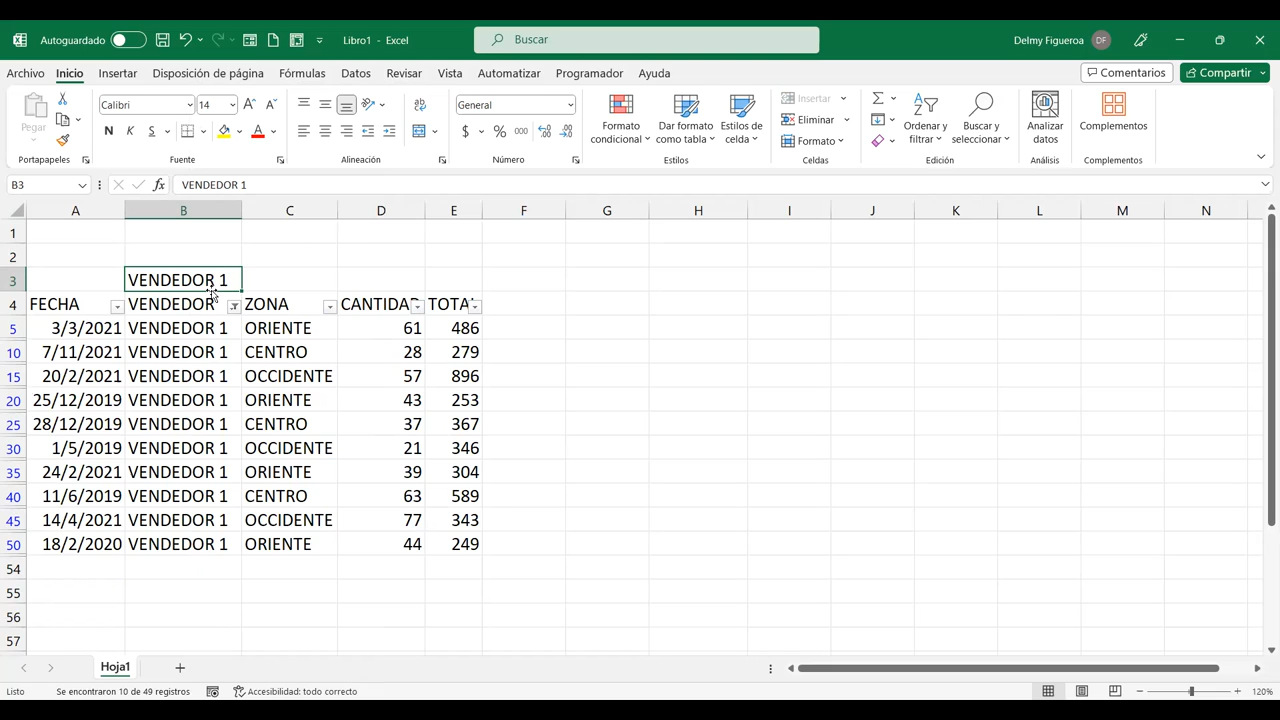 Autoguardado Libro1 - Excel Buscar Delmy Figueroa DF
Archivo Inicio Insertar Disposición de página Fórmulas Datos Revisar Vista Automatizar Programador Ayuda Comentarios Compartir
Pegar Calibri 14 General Formato condicional Dar formato como tabla Estilos de celda Insertar Eliminar Formato Ordenar y filtrar Buscar y seleccionar Analizar datos Complementos
N K S $ % 000
Portapapeles Fuente Alineación Número Estilos Celdas Edición Análisis Complementos
B3 fx VENDEDOR 1
A B C D E F G H I J K L M N
1
2
3 VENDEDOR 1
4 FECHA VENDEDOR ZONA CANTIDAD TOTAL
5 3/3/2021 VENDEDOR 1 ORIENTE 61 486
10 7/11/2021 VENDEDOR 1 CENTRO 28 279
15 20/2/2021 VENDEDOR 1 OCCIDENTE 57 896
20 25/12/2019 VENDEDOR 1 ORIENTE 43 253
25 28/12/2019 VENDEDOR 1 CENTRO 37 367
30 1/5/2019 VENDEDOR 1 OCCIDENTE 21 346
35 24/2/2021 VENDEDOR 1 ORIENTE 39 304
40 11/6/2019 VENDEDOR 1 CENTRO 63 589
45 14/4/2021 VENDEDOR 1 OCCIDENTE 77 343
50 18/2/2020 VENDEDOR 1 ORIENTE 44 249
54
55
56
57
Hoja1
Listo Se encontraron 10 de 49 registros Accesibilidad: todo correcto 120%